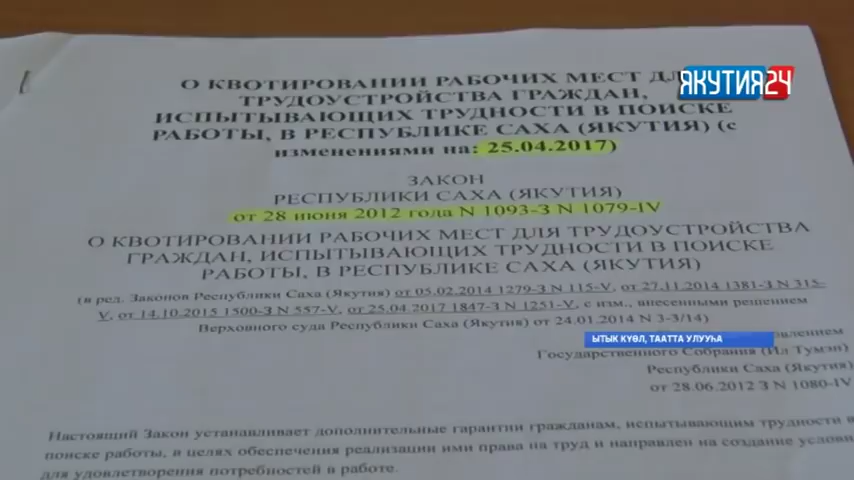 О КВОТИРОВАНИИ РАБОЧИХ МЕСТ ДЛЯ
ЯКУТИЯ24
ТРУДОУСТРОЙСТВА ГРАЖДАН,
ИСПЫТЫВАЮЩИХ ТРУДНОСТИ В ПОИСКЕ
РАБОТЫ, В РЕСПУБЛИКЕ САХА (ЯКУТИЯ) (с
изменениями на: 25.04.2017)
ЗАКОН
РЕСПУБЛИКИ САХА (ЯКУТИЯ)
от 28 июня 2012 года N 1093-З N 1079-IV
О КВОТИРОВАНИИ РАБОЧИХ МЕСТ ДЛЯ ТРУДОУСТРОЙСТВА
ГРАЖДАН, ИСПЫТЫВАЮЩИХ ТРУДНОСТИ В ПОИСКЕ
РАБОТЫ, В РЕСПУБЛИКЕ САХА (ЯКУТИЯ)
(в ред. Законов Республики Саха (Якутия) от 05.02.2014 1279-З N 115-V, от 27.11.2014 1381-З N 315-
V, от 14.10.2015 1500-З N 557-V, от 25.04.2017 1847-З N 1251-V, с изм., внесенными решением
Верховного суда Республики Саха (Якутия) от 24.01.2014 N 3-3/14)
ЫТЫК КҮӨЛ, ТААТТА УЛУУҺА
Государственного Собрания (Ил Тумэн)
Республики Саха (Якутия)
от 28.06.2012 З N 1080-IV
Настоящий Закон устанавливает дополнительные гарантии гражданам, испытывающим трудности в
поиске работы, в целях обеспечения реализации ими права на труд и направлен на создание услови
для удовлетворения потребностей в работе.